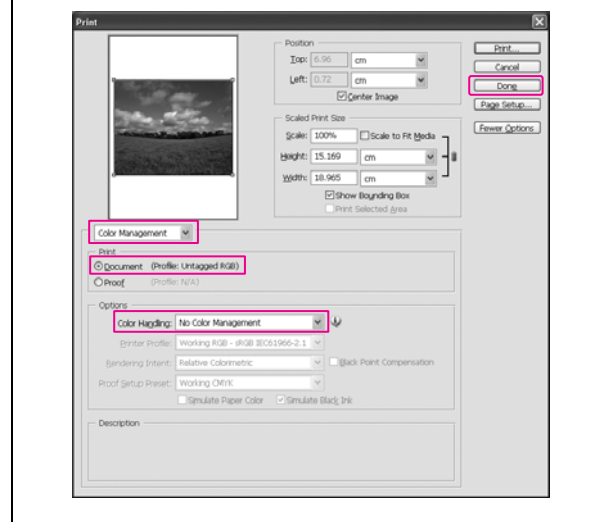 Print
Position
Top: 6.96 cm
Left: 0.72 cm
Center Image
Scaled Print Size
Scale: 100% Scale to Fit Media
Height: 15.169 cm
Width: 18.965 cm
Show Bounding Box
Print Selected Area
Print...
Cancel
Done
Page Setup...
Fewer Options
Color Management
Print
Document (Profile: Untagged RGB)
Proof (Profile: N/A)
Options
Color Handling: No Color Management
Printer Profile: Working RGB - sRGB IEC61966-2.1
Rendering Intent: Relative Colorimetric Black Point Compensation
Proof Setup Preset: Working CMYK
Simulate Paper Color Simulate Black Ink
Description